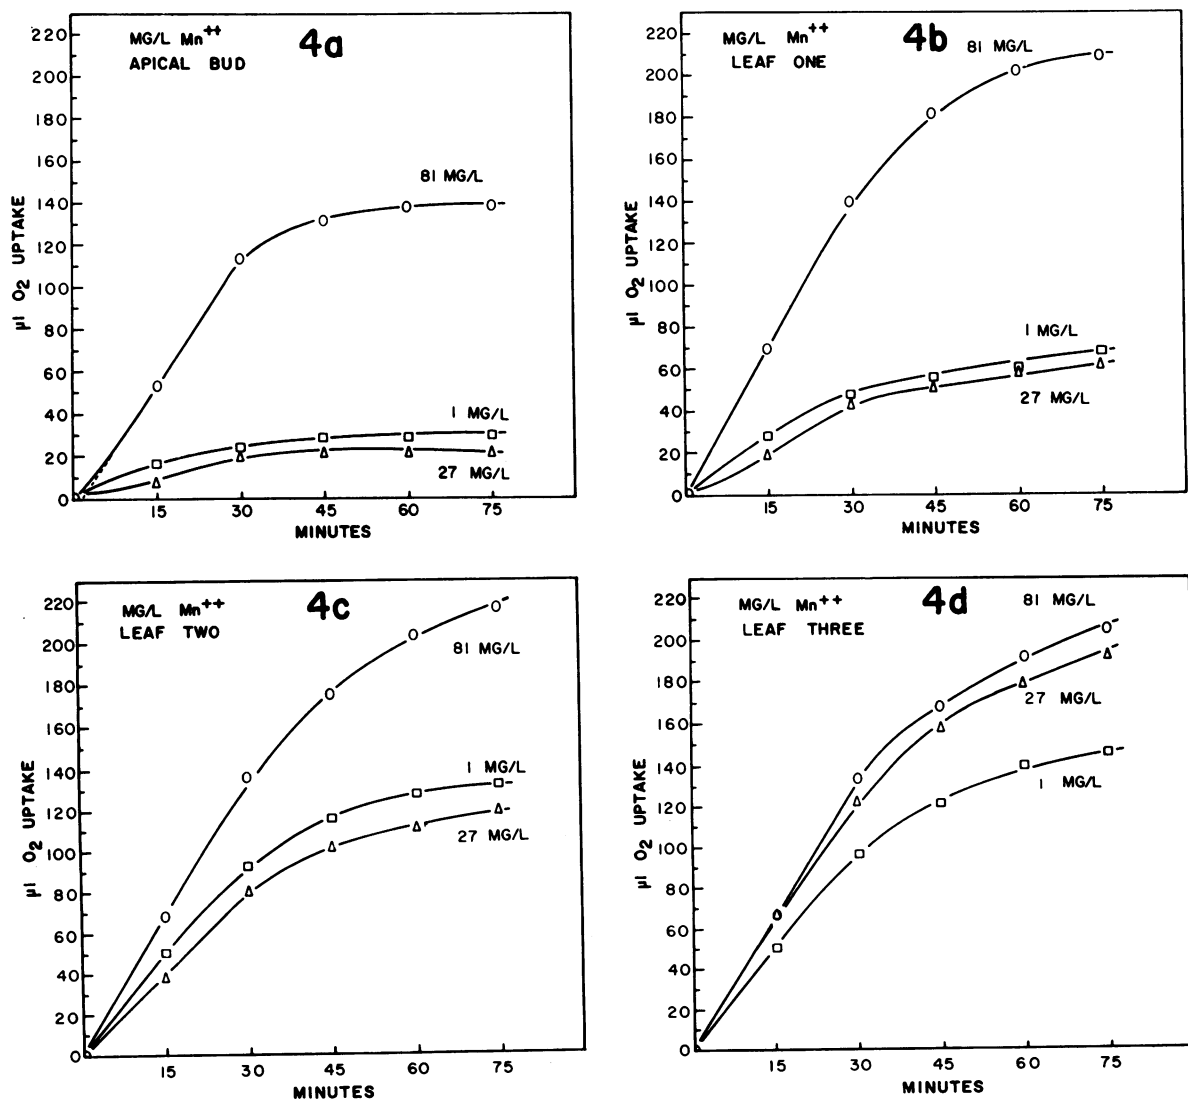 4a
MG/L Mn++
APICAL BUD
220
200
180
160
140
120
100
80
60
40
20
0
µl O2 UPTAKE
81 MG/L
1 MG/L
27 MG/L
15 30 45 60 75
MINUTES
4b
MG/L Mn++
LEAF ONE
220
200
180
160
140
120
100
80
60
40
20
0
µl O2 UPTAKE
81 MG/L
1 MG/L
27 MG/L
15 30 45 60 75
MINUTES
4c
MG/L Mn++
LEAF TWO
220
200
180
160
140
120
100
80
60
40
20
0
µl O2 UPTAKE
81 MG/L
1 MG/L
27 MG/L
15 30 45 60 75
MINUTES
4d
MG/L Mn++
LEAF THREE
220
200
180
160
140
120
100
80
60
40
20
0
µl O2 UPTAKE
81 MG/L
27 MG/L
1 MG/L
15 30 45 60 75
MINUTES